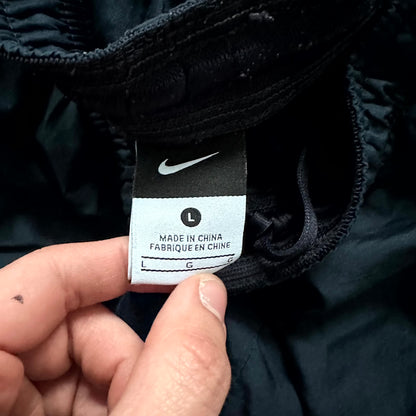 L
MADE IN CHINA
FABRIQUE EN CHINE
L G G